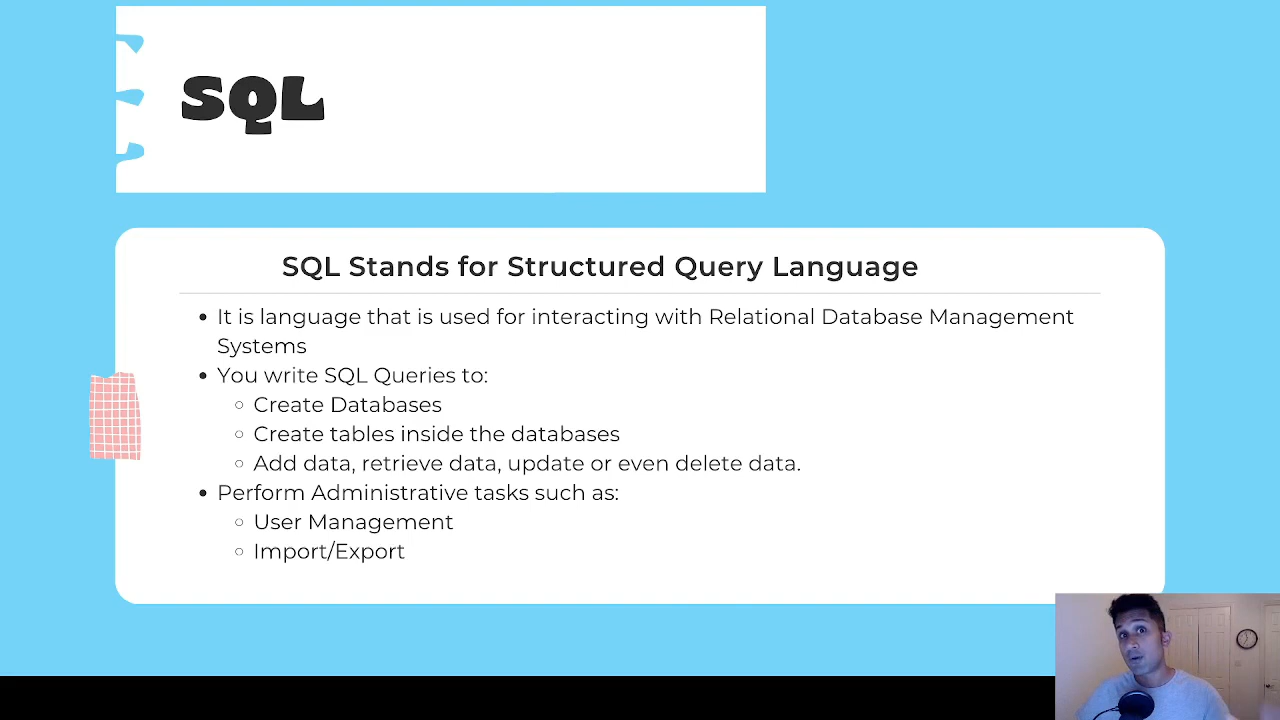 SQL
SQL Stands for Structured Query Language
• It is language that is used for interacting with Relational Database Management
Systems
• You write SQL Queries to:
○ Create Databases
○ Create tables inside the databases
○ Add data, retrieve data, update or even delete data.
• Perform Administrative tasks such as:
○ User Management
○ Import/Export